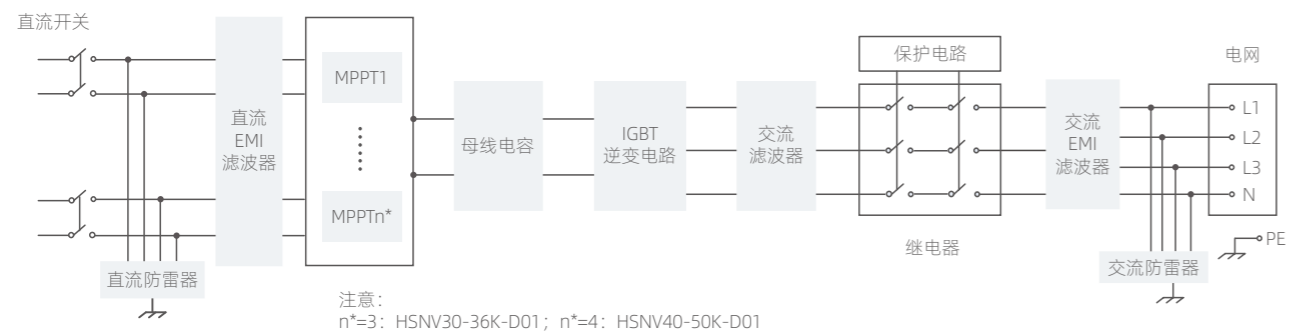 直流开关
直流
EMI
滤波器
直流防雷器
MPPT1
MPPTn*
母线电容
IGBT
逆变电路
交流
滤波器
保护电路
继电器
交流
EMI
滤波器
交流防雷器
电网
L1
L2
L3
N
PE
注意:
n*=3: HSNV30-36K-D01; n*=4: HSNV40-50K-D01